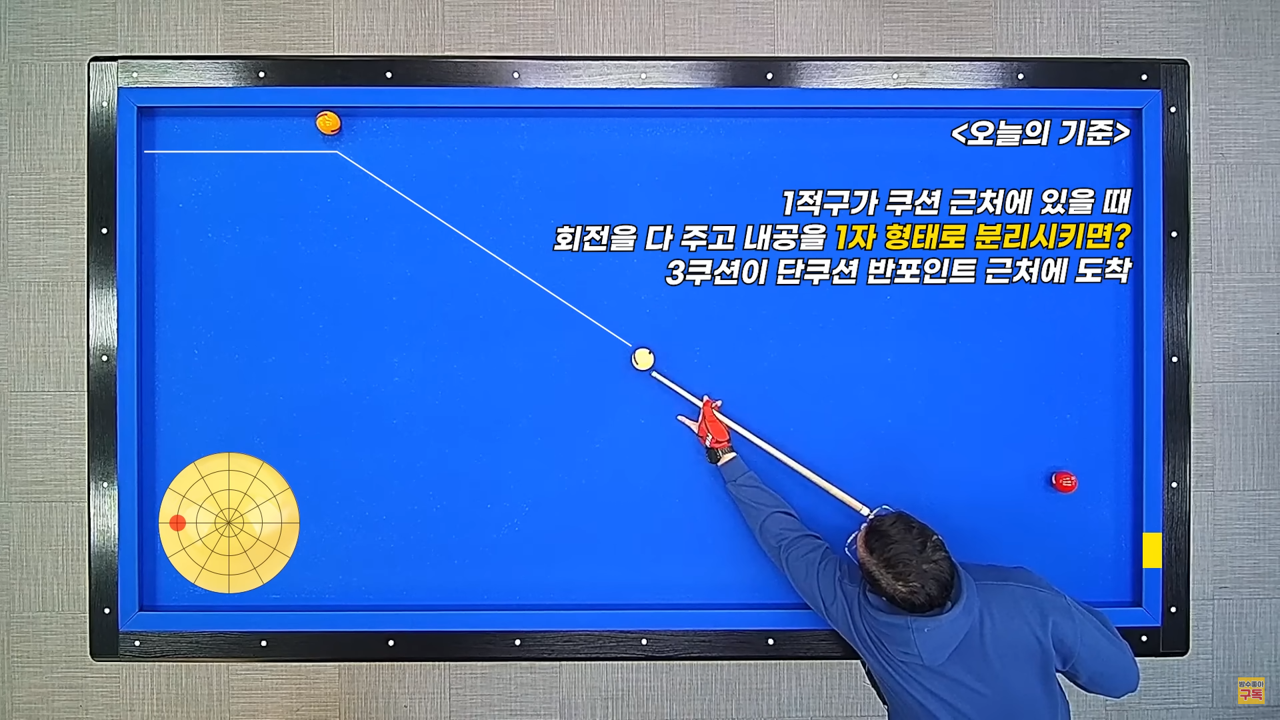 <오늘의 기준>
1적구가 쿠션 근처에 있을 때
회전을 다 주고 내공을 1자 형태로 분리시키면?
3쿠션이 단쿠션 반포인트 근처에 도착
구독